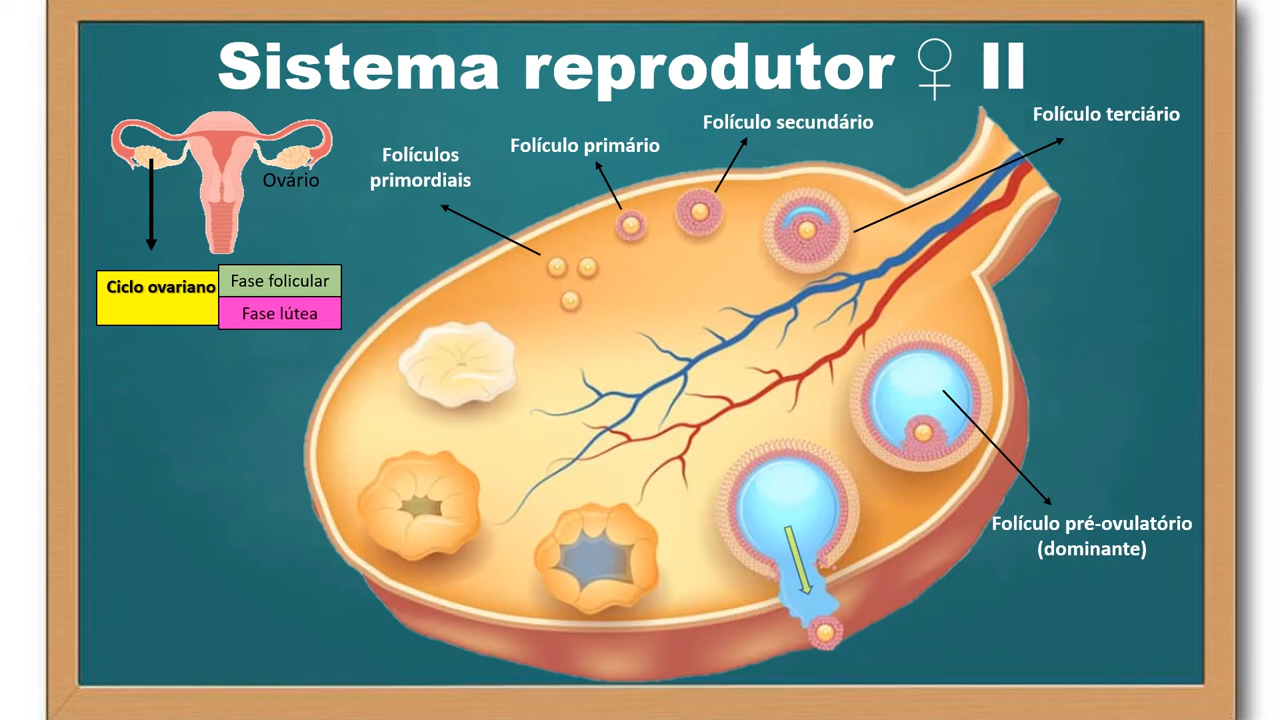 Sistema reprodutor ♀ II
Folículo terciário
Folículo secundário
Folículo primário
Folículos
primordiais
Ovário
Ciclo ovariano
Fase folicular
Fase lútea
Folículo pré-ovulatório
(dominante)